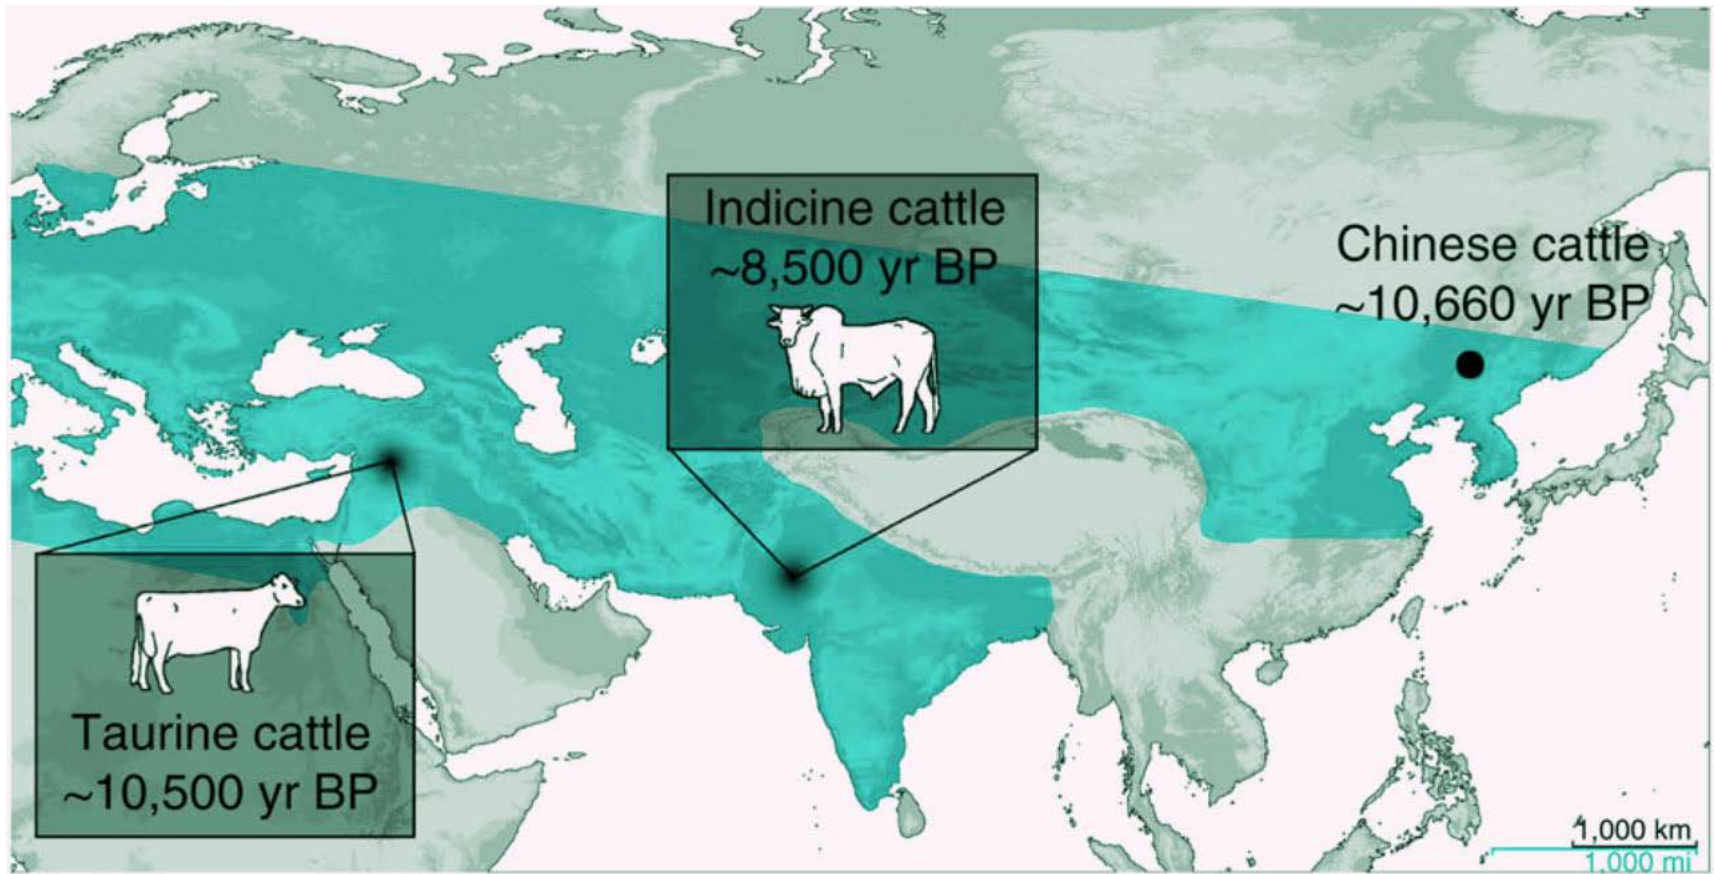 Indicine cattle
~8,500 yr BP
Chinese cattle
~10,660 yr BP
Taurine cattle
~10,500 yr BP
1,000 km
1,000 mi